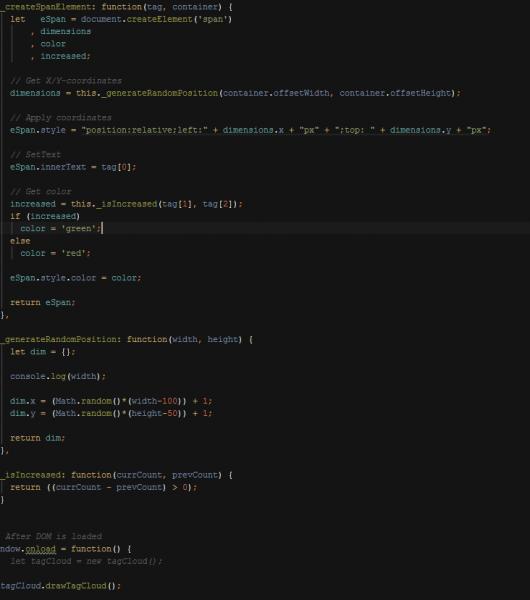 _createSpanElement: function(tag, container) {
let eSpan = document.createElement('span')
, dimensions
, color
, increased;
// Get X/Y-coordinates
dimensions = this._generateRandomPosition(container.offsetWidth, container.offsetHeight);
// Apply coordinates
eSpan.style = "position:relative;left:" + dimensions.x + "px" + ";top: " + dimensions.y + "px";
// SetText
eSpan.innerText = tag[0];
// Get color
increased = this._isIncreased(tag[1], tag[2]);
if (increased)
color = 'green';
else
color = 'red';
eSpan.style.color = color;
return eSpan;
},
_generateRandomPosition: function(width, height) {
let dim = {};
console.log(width);
dim.x = (Math.random()*(width-100)) + 1;
dim.y = (Math.random()*(height-50)) + 1;
return dim;
},
_isIncreased: function(currCount, prevCount) {
return ((currCount - prevCount) > 0);
}
After DOM is loaded
ndow.onload = function() {
let tagCloud = new tagCloud();
tagCloud.drawTagCloud();